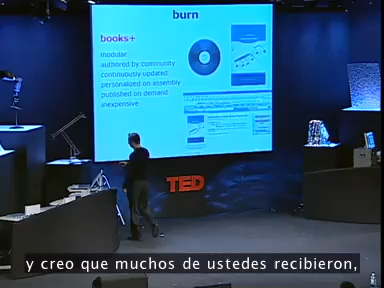 burn
books+
modular
authored by community
continuously updated
personalized on assembly
published on demand
inexpensive
TED
y creo que muchos de ustedes recibieron,